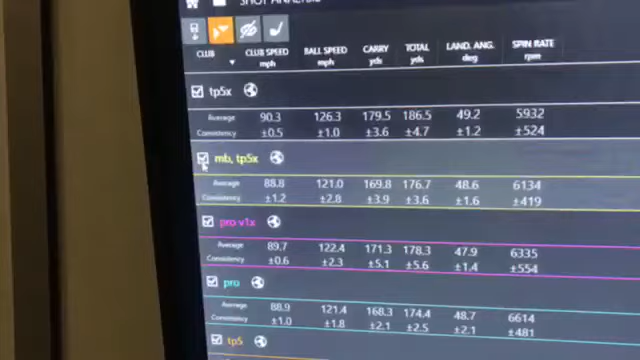 SHOT ANALYSIS
CLUB CLUB SPEED BALL SPEED CARRY TOTAL LAND. ANG. SPIN RATE
mph mph yds yds deg rpm
tp5x
Average 90.3 126.3 179.5 186.5 49.2 5932
Consistency ±0.5 ±1.0 ±3.6 ±4.7 ±1.2 ±524
mb, tp5x
Average 88.8 121.0 169.8 176.7 48.6 6134
Consistency ±1.2 ±2.8 ±3.9 ±3.6 ±1.6 ±419
pro v1x
Average 89.7 122.4 171.3 178.3 47.9 6335
Consistency ±0.6 ±2.3 ±5.1 ±5.6 ±1.4 ±554
pro
Average 88.9 121.4 168.3 174.4 48.7 6614
Consistency ±1.0 ±1.8 ±2.1 ±2.5 ±2.1 ±481
tp5